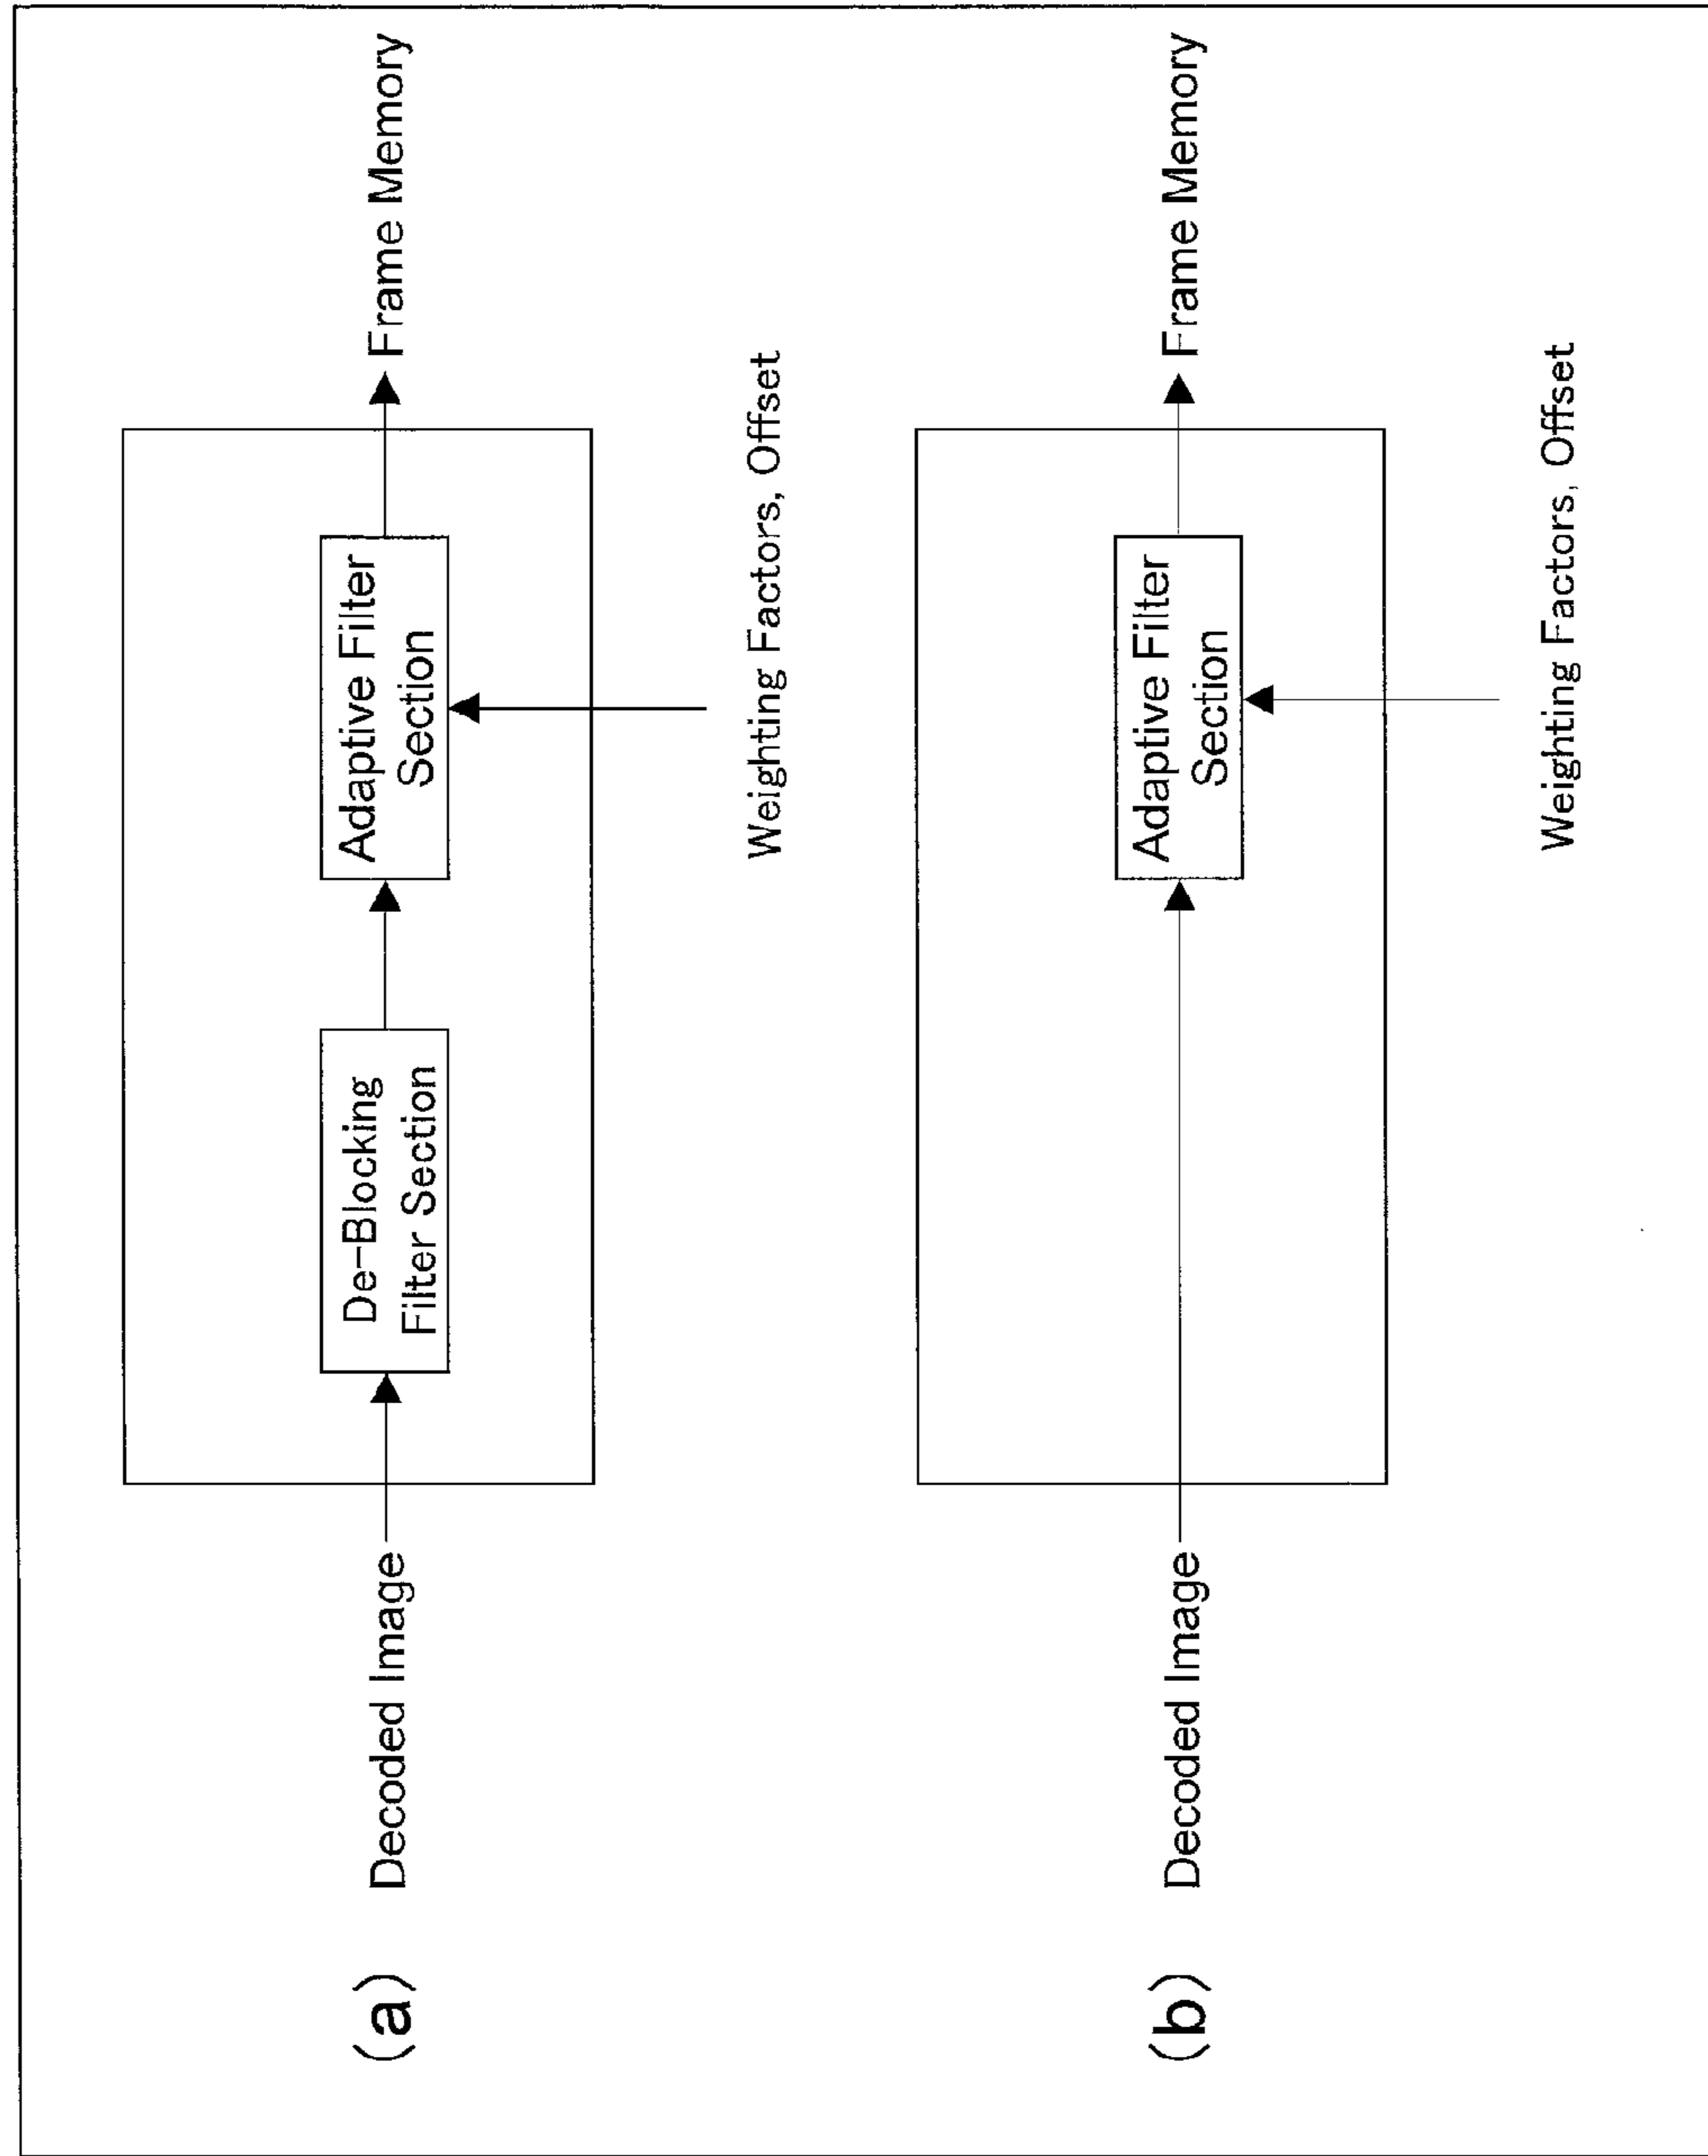 (a)
Decoded Image
De-Blocking
Filter Section
Adaptive Filter
Section
Frame Memory
Weighting Factors, Offset
(b)
Decoded Image
Adaptive Filter
Section
Frame Memory
Weighting Factors, Offset